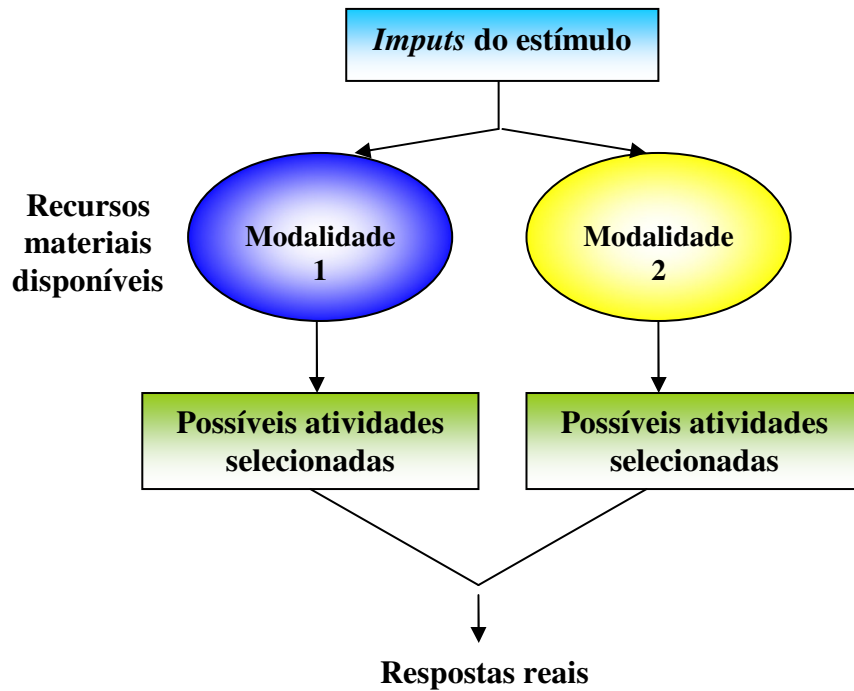 Imputs do estímulo
Recursos
materiais
disponíveis
Modalidade
1
Modalidade
2
Possíveis atividades
selecionadas
Possíveis atividades
selecionadas
Respostas reais